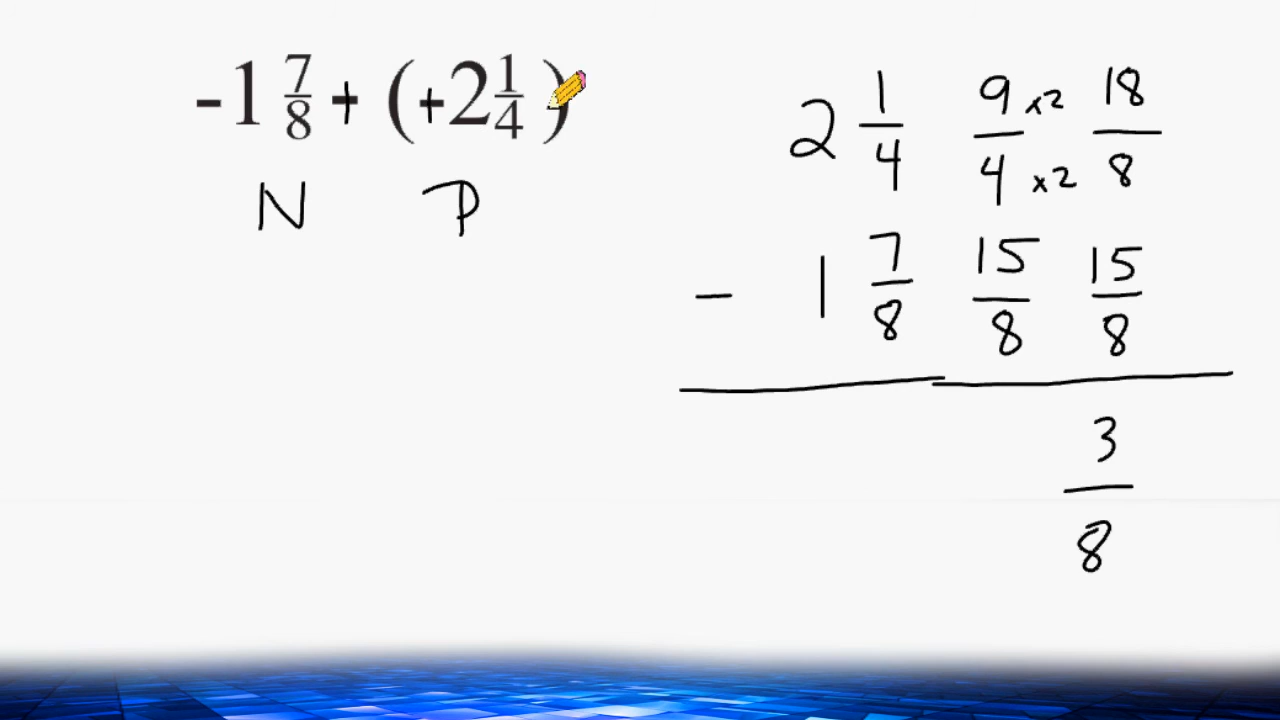 -1 7/8 + (+2 1/4)
N P
2 1/4 9/4 ×2 ×2 18/8
- 1 7/8 15/8 15/8
3/8